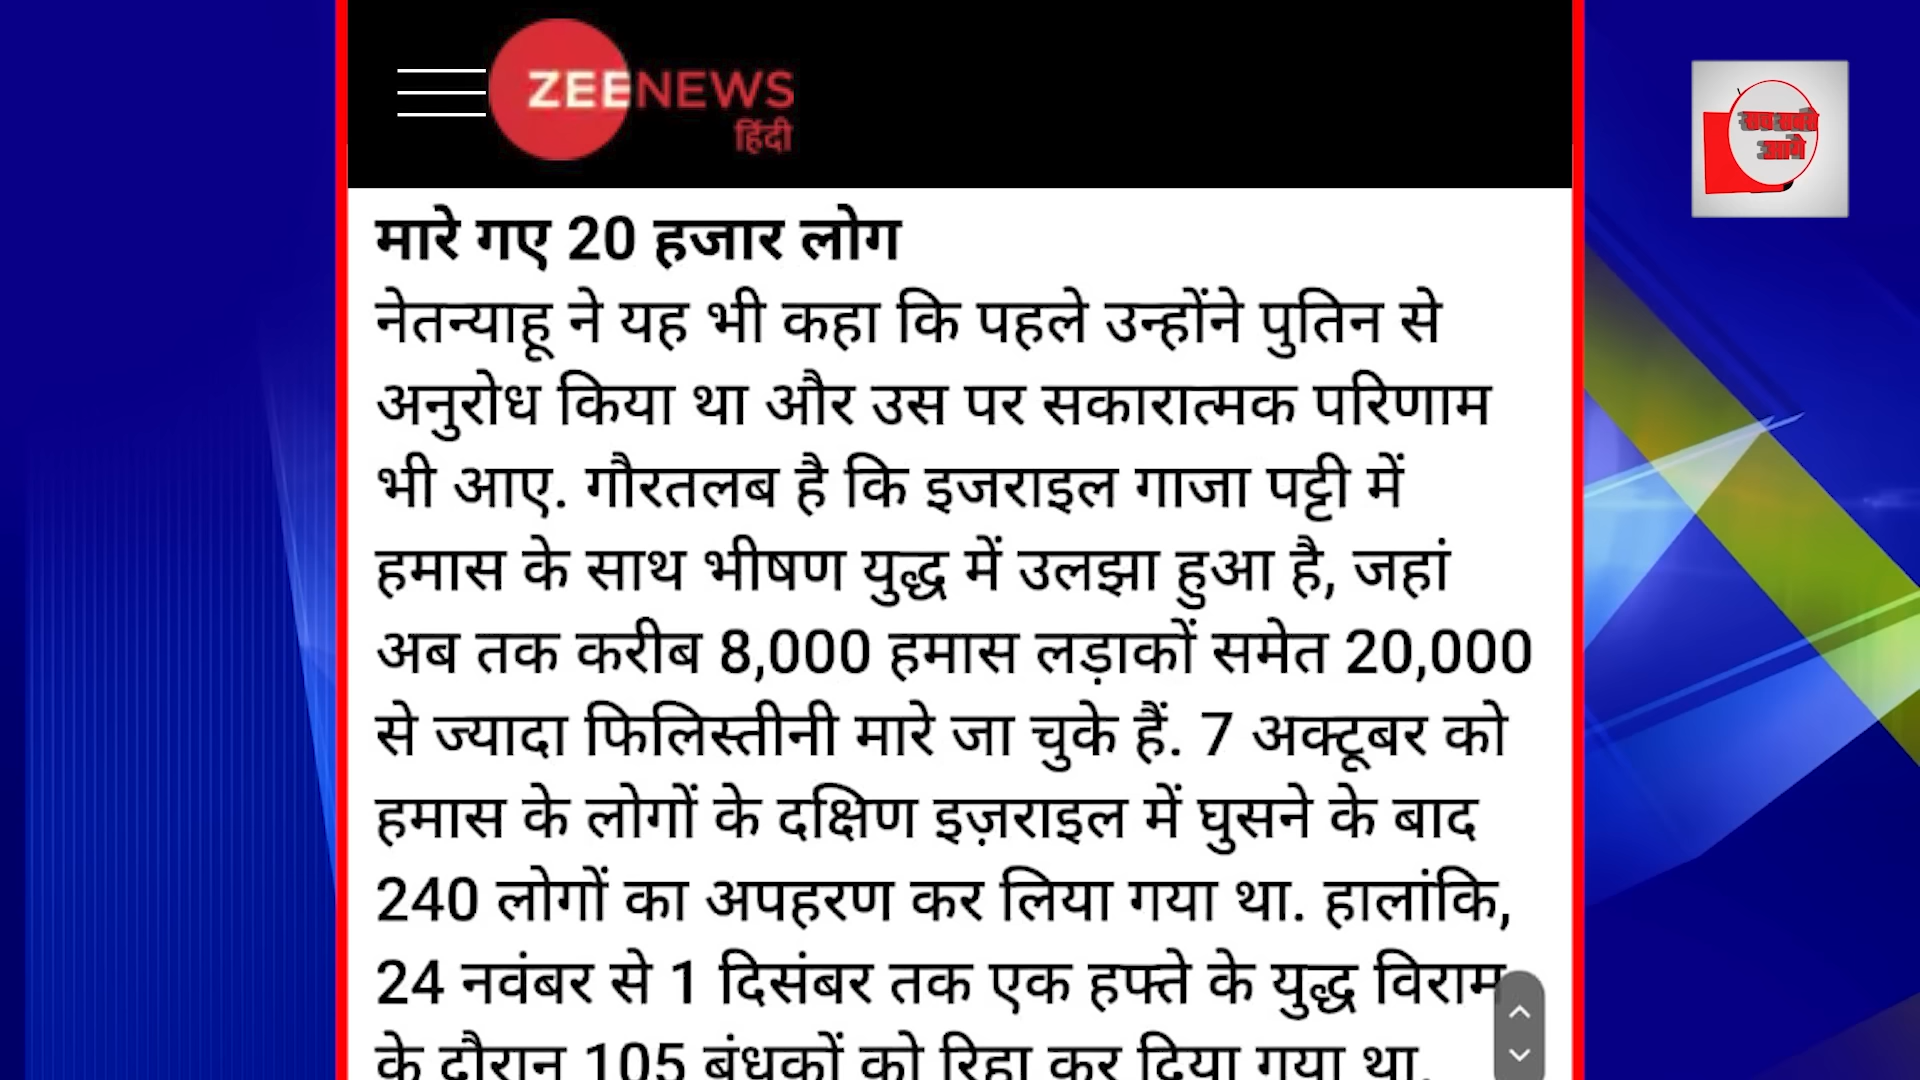 ZEENEWS
हिंदी
मारे गए 20 हजार लोग
नेतन्याहू ने यह भी कहा कि पहले उन्होंने पुतिन से
अनुरोध किया था और उस पर सकारात्मक परिणाम
भी आए. गौरतलब है कि इजराइल गाजा पट्टी में
हमास के साथ भीषण युद्ध में उलझा हुआ है, जहां
अब तक करीब 8,000 हमास लड़ाकों समेत 20,000
से ज्यादा फिलिस्तीनी मारे जा चुके हैं. 7 अक्टूबर को
हमास के लोगों के दक्षिण इज़राइल में घुसने के बाद
240 लोगों का अपहरण कर लिया गया था. हालांकि,
24 नवंबर से 1 दिसंबर तक एक हफ्ते के युद्ध विराम
के दौरान 105 बंधकों को रिहा कर दिया गया था.
सच सबसे
आगे